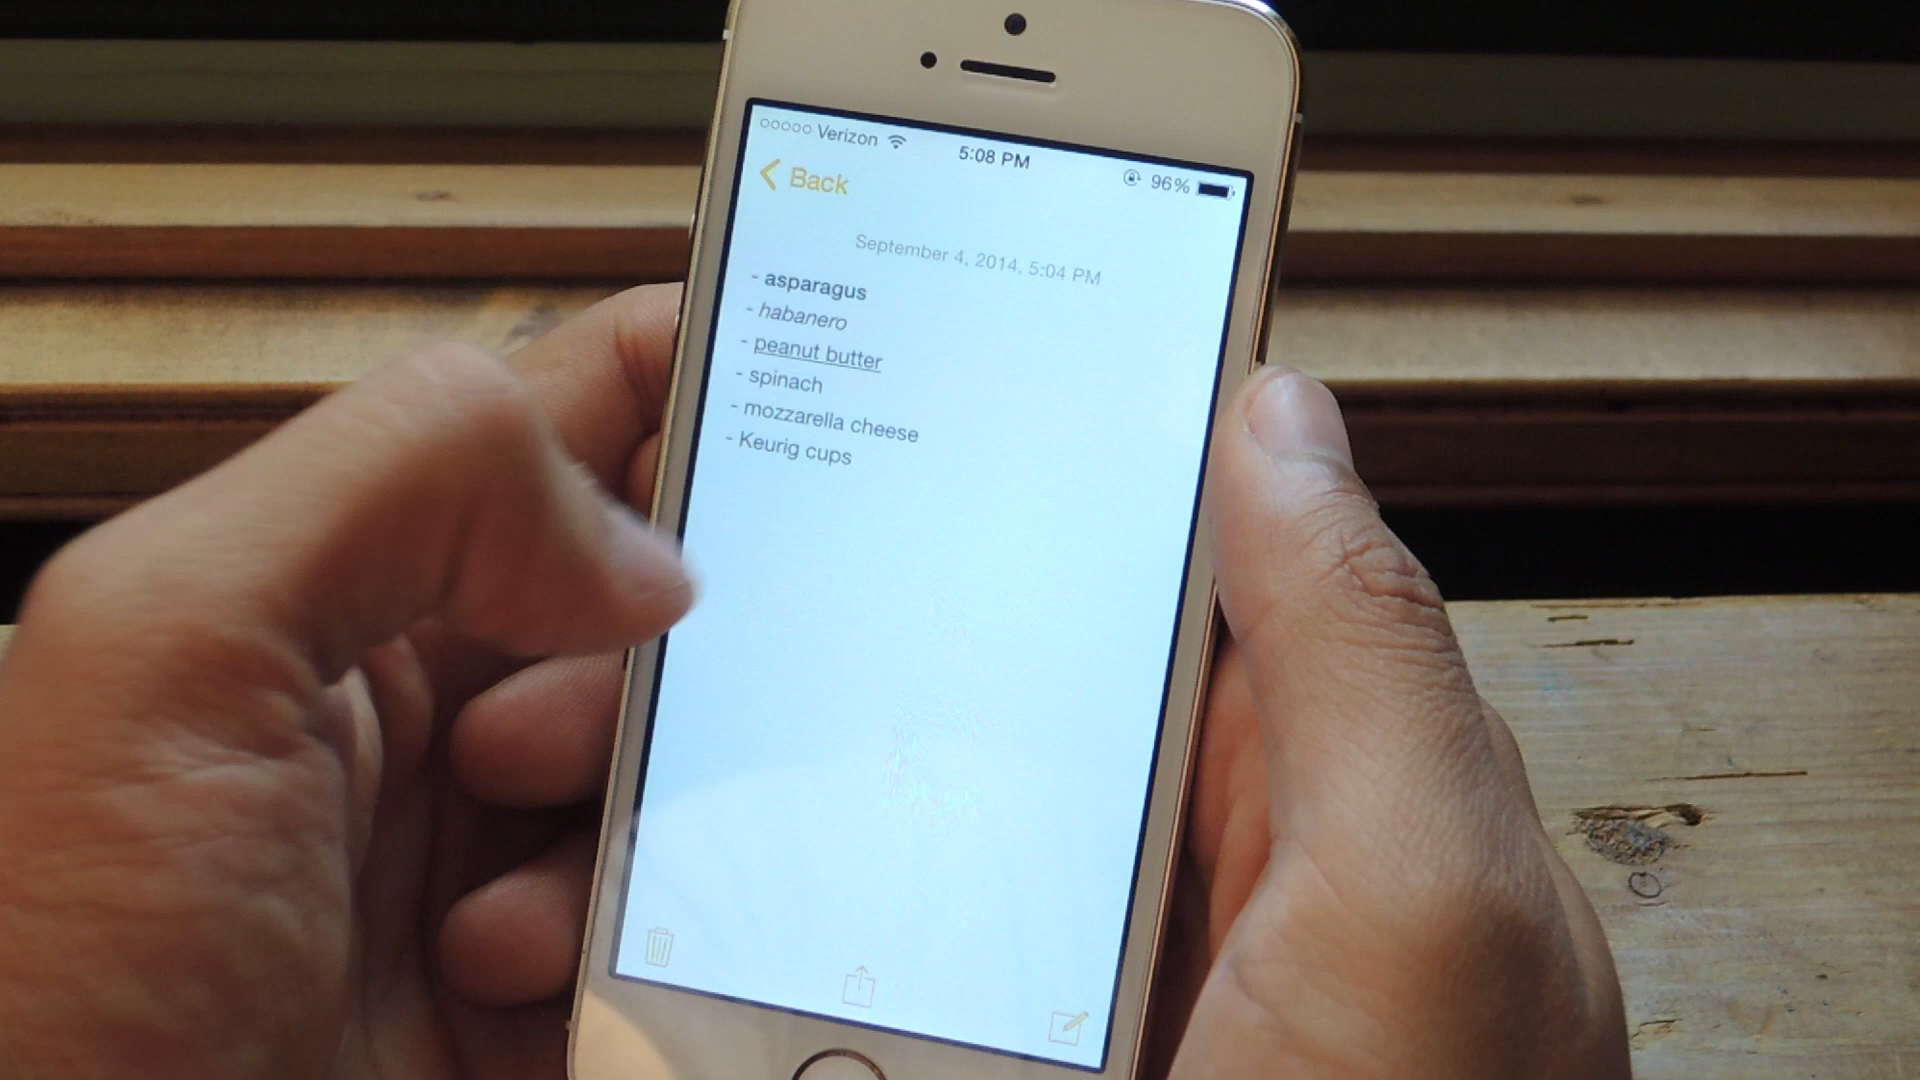 Verizon 5:08 PM 96%
Back
September 4, 2014, 5:04 PM
- asparagus
- habanero
- peanut butter
- spinach
- mozzarella cheese
- Keurig cups